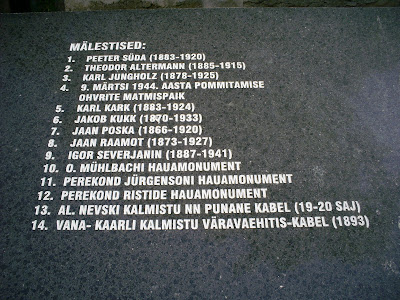 MÄLESTISED:
1. PEETER SÜDA (1883-1920)
2. THEODOR ALTERMANN (1885-1915)
3. KARL JUNGHOLZ (1878-1925)
4. 9. MÄRTSI 1944. AASTA POMMITAMISE
OHVRITE MATMISPAIK
5. KARL KARK (1883-1924)
6. JAKOB KUKK (1870-1933)
7. JAAN POSKA (1866-1920)
8. JAAN RAAMOT (1873-1927)
9. IGOR SEVERJANIN (1887-1941)
10. O. MÜHLBACHI HAUAMONUMENT
11. PEREKOND JÜRGENSONI HAUAMONUMENT
12. PEREKOND RISTIDE HAUAMONUMENT
13. AL. NEVSKI KALMISTU NN PUNANE KABEL (19-20 SAJ)
14. VANA- KAARLI KALMISTU VÄRAVAEHITIS-KABEL (1893)